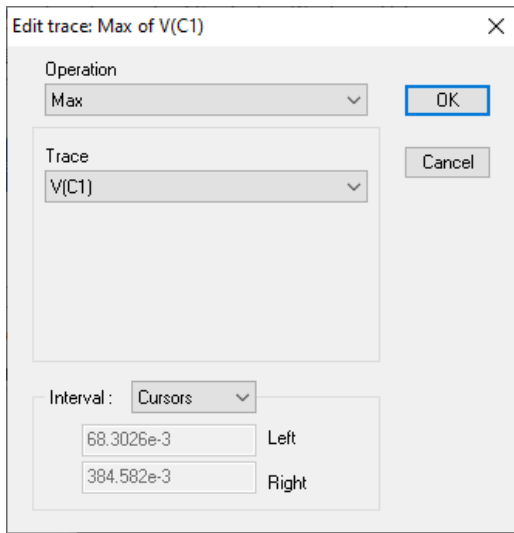 Edit trace: Max of V(C1)
Operation
Max
OK
Trace
Cancel
V(C1)
Interval : Cursors
68.3026e-3 Left
384.582e-3 Right